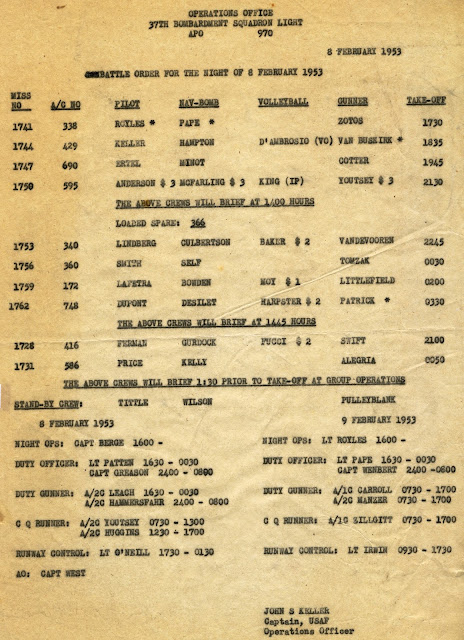 OPERATIONS OFFICE
37TH BOMBARDMENT SQUADRON LIGHT
APO 970
8 FEBRUARY 1953
BATTLE ORDER FOR THE NIGHT OF 8 FEBRUARY 1953
MISS NO A/C NO PILOT NAV-BOMB VOLLEYBALL GUNNER TAKE-OFF
1741 338 ROYLES * PAPE * ZOTOS 1730
1744 429 KELLER HAMPTON D'AMBROSIO (VO) VAN BUSKIRK * 1835
1747 690 ERTEL MINOT COTTER 1945
1750 595 ANDERSON $ 3 MCFARLING $ 3 KING (IP) YOUTSEY $ 3 2130
THE ABOVE CREWS WILL BRIEF AT 1400 HOURS
LOADED SPARE: 366
1753 340 LINDBERG CULBERTSON BAKER $ 2 VANDEVOOREN 2245
1756 360 SMITH SELF TOMZAK 0030
1759 172 LAPETRA BOWDEN MOY $ 1 LITTLEFIELD 0200
1762 748 DUPONT DESILET HARPSTER $ 2 PATRICK * 0330
THE ABOVE CREWS WILL BRIEF AT 1445 HOURS
1728 416 FERMAN GURDOCK PUCCI $ 2 SWIFT 2100
1731 586 PRICE KELLY ALEGRIA 0050
THE ABOVE CREWS WILL BRIEF 1:30 PRIOR TO TAKE-OFF AT GROUP OPERATIONS
STAND-BY CREW: TITTLE WILSON PULLEYBLANK
8 FEBRUARY 1953 9 FEBRUARY 1953
NIGHT OPS: CAPT BERGE 1600 - NIGHT OPS: LT ROYLES 1600 -
DUTY OFFICER: LT PATTEN 1630 - 0030 DUTY OFFICER: LT PAPE 1630 - 0030
CAPT GREASON 2400 - 0800 CAPT WENBERT 2400 -0800
DUTY GUNNER: A/2C LEACH 1630 - 0030 DUTY GUNNER: A/1C CARROLL 0730 - 1700
A/2C HAMMERSFAHR 2400 - 0800 A/2C MANZER 0730 - 1700
C Q RUNNER: A/2C YOUTSEY 0730 - 1300 C Q RUNNER: A/1C KILLGITT 0730 - 1700
A/2C HUGGINS 1230 - 1700
RUNWAY CONTROL: LT O'NEILL 1730 - 0130 RUNWAY CONTROL: LT IRWIN 0930 - 1730
AO: CAPT WEST
JOHN S KELLER
Captain, USAF
Operations Officer